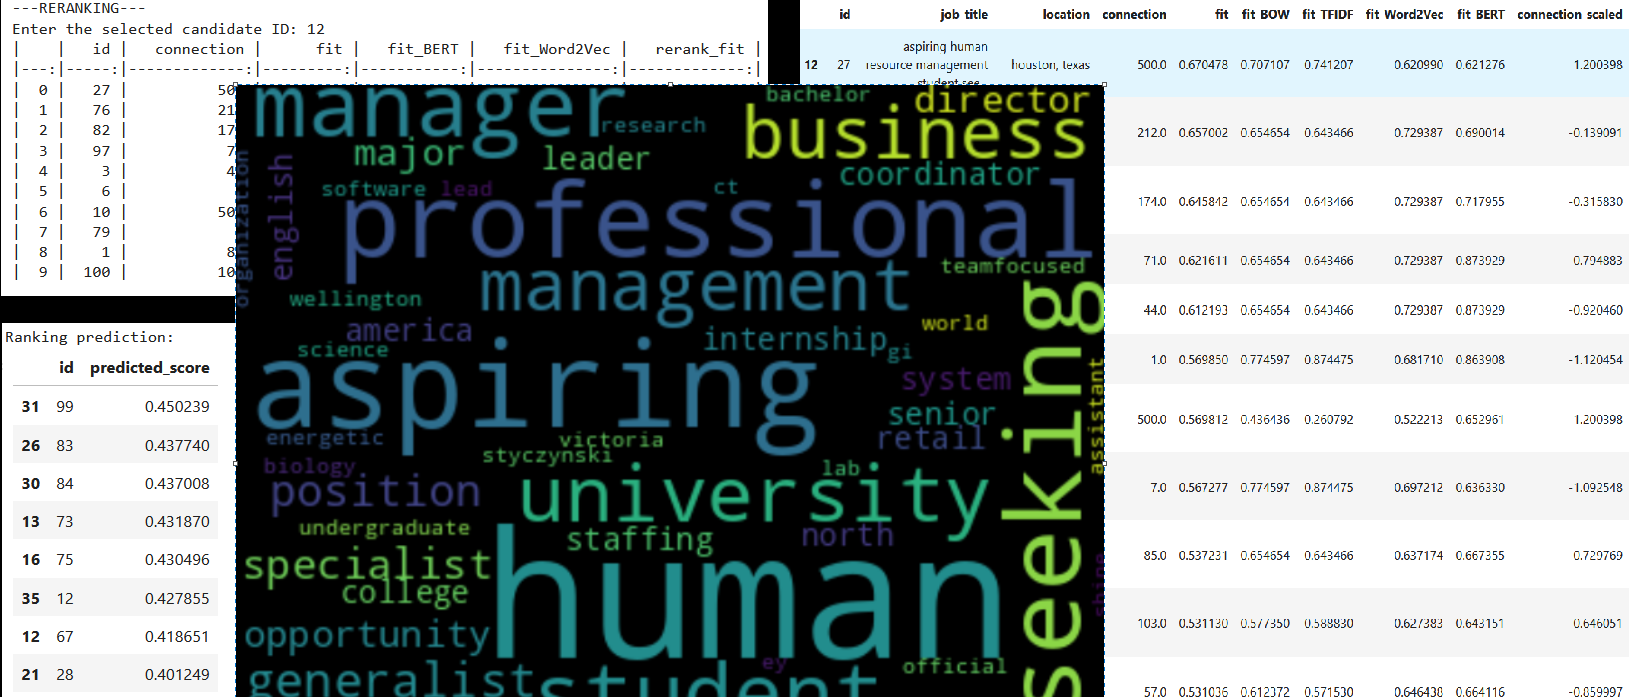 ---RERANKING---
Enter the selected candidate ID: 12
| | id | connection | fit | fit_BERT | fit_Word2Vec | rerank_fit |
|---:|-----:|-------------:|---------:|-----------:|---------------:|-------------:|
| 0 | 27 | 50
| 1 | 76 | 21
| 2 | 82 | 17
| 3 | 97 | 7
| 4 | 3 | 4
| 5 | 6 |
| 6 | 10 | 50
| 7 | 79 |
| 8 | 1 | 8
| 9 | 100 | 10
Ranking prediction:
id predicted_score
31 99 0.450239
26 83 0.437740
30 84 0.437008
13 73 0.431870
16 75 0.430496
35 12 0.427855
12 67 0.418651
21 28 0.401249
manager
bachelor
director
research
business
major
leader
coordinator
english
organization
software
lead
ct
professional
teamfocused
management
wellington
world
america
internship
gi
science
seeking
aspiring
system
assistant
senior
energetic
victoria
retail
styczynski
biology
lab
position
university
undergraduate
staffing
north
specialist
human
college
opportunity
ey
official
generalist
student
id job title location connection fit fit BOW fit TFIDF fit Word2Vec fit BERT connection scaled
12 27 aspiring human resource management student see... houston, texas 500.0 0.670478 0.707107 0.741207 0.620990 0.621276 1.200398
212.0 0.657002 0.654654 0.643466 0.729387 0.690014 -0.139091
174.0 0.645842 0.654654 0.643466 0.729387 0.717955 -0.315830
71.0 0.621611 0.654654 0.643466 0.729387 0.873929 0.794883
44.0 0.612193 0.654654 0.643466 0.729387 0.873929 -0.920460
1.0 0.569850 0.774597 0.874475 0.681710 0.863908 -1.120454
500.0 0.569812 0.436436 0.260792 0.522213 0.652961 1.200398
7.0 0.567277 0.774597 0.874475 0.697212 0.636330 -1.092548
85.0 0.537231 0.654654 0.643466 0.637174 0.667355 0.729769
103.0 0.531130 0.577350 0.588830 0.627383 0.643151 0.646051
57.0 0.531036 0.612372 0.571530 0.646438 0.664116 -0.859997